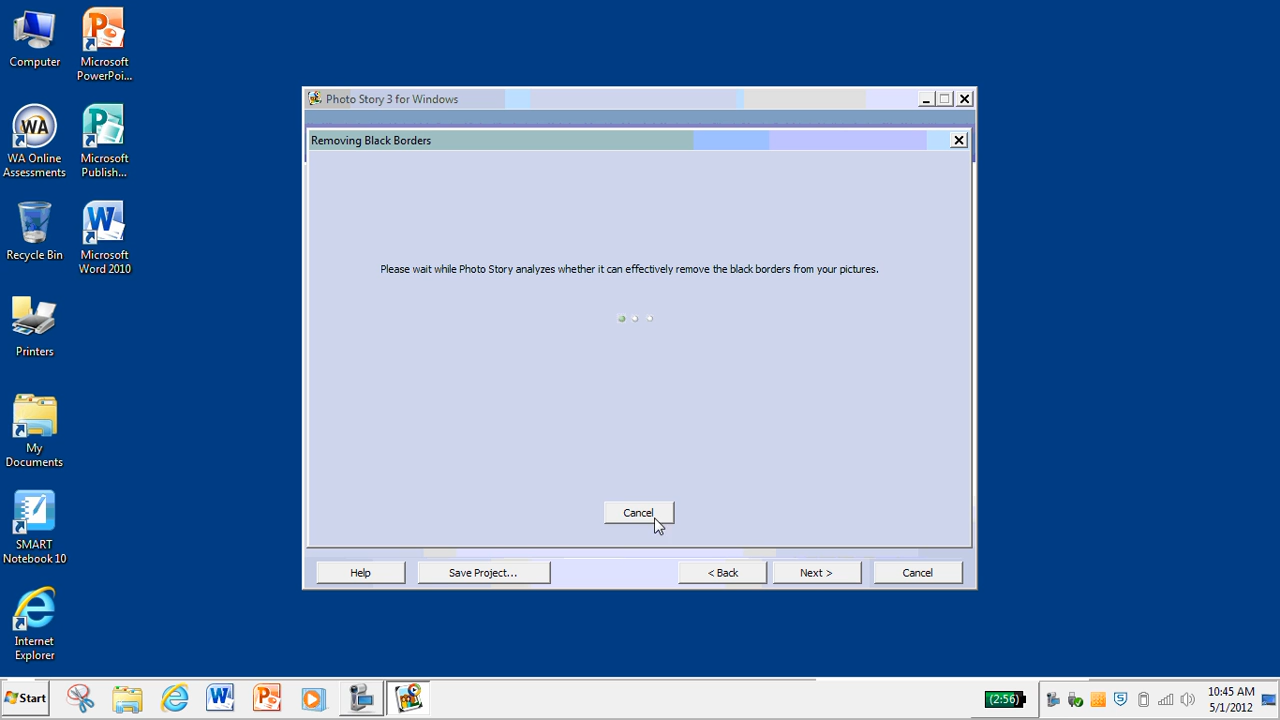 Computer
Microsoft
PowerPoi...
WA
WA Online
Assessments
Microsoft
Publish...
Recycle Bin
Microsoft
Word 2010
Printers
My
Documents
SMART
Notebook 10
Internet
Explorer
Photo Story 3 for Windows
Removing Black Borders
Please wait while Photo Story analyzes whether it can effectively remove the black borders from your pictures.
Cancel
Help
Save Project...
< Back
Next >
Cancel
Start
(2:56)
10:45 AM
5/1/2012